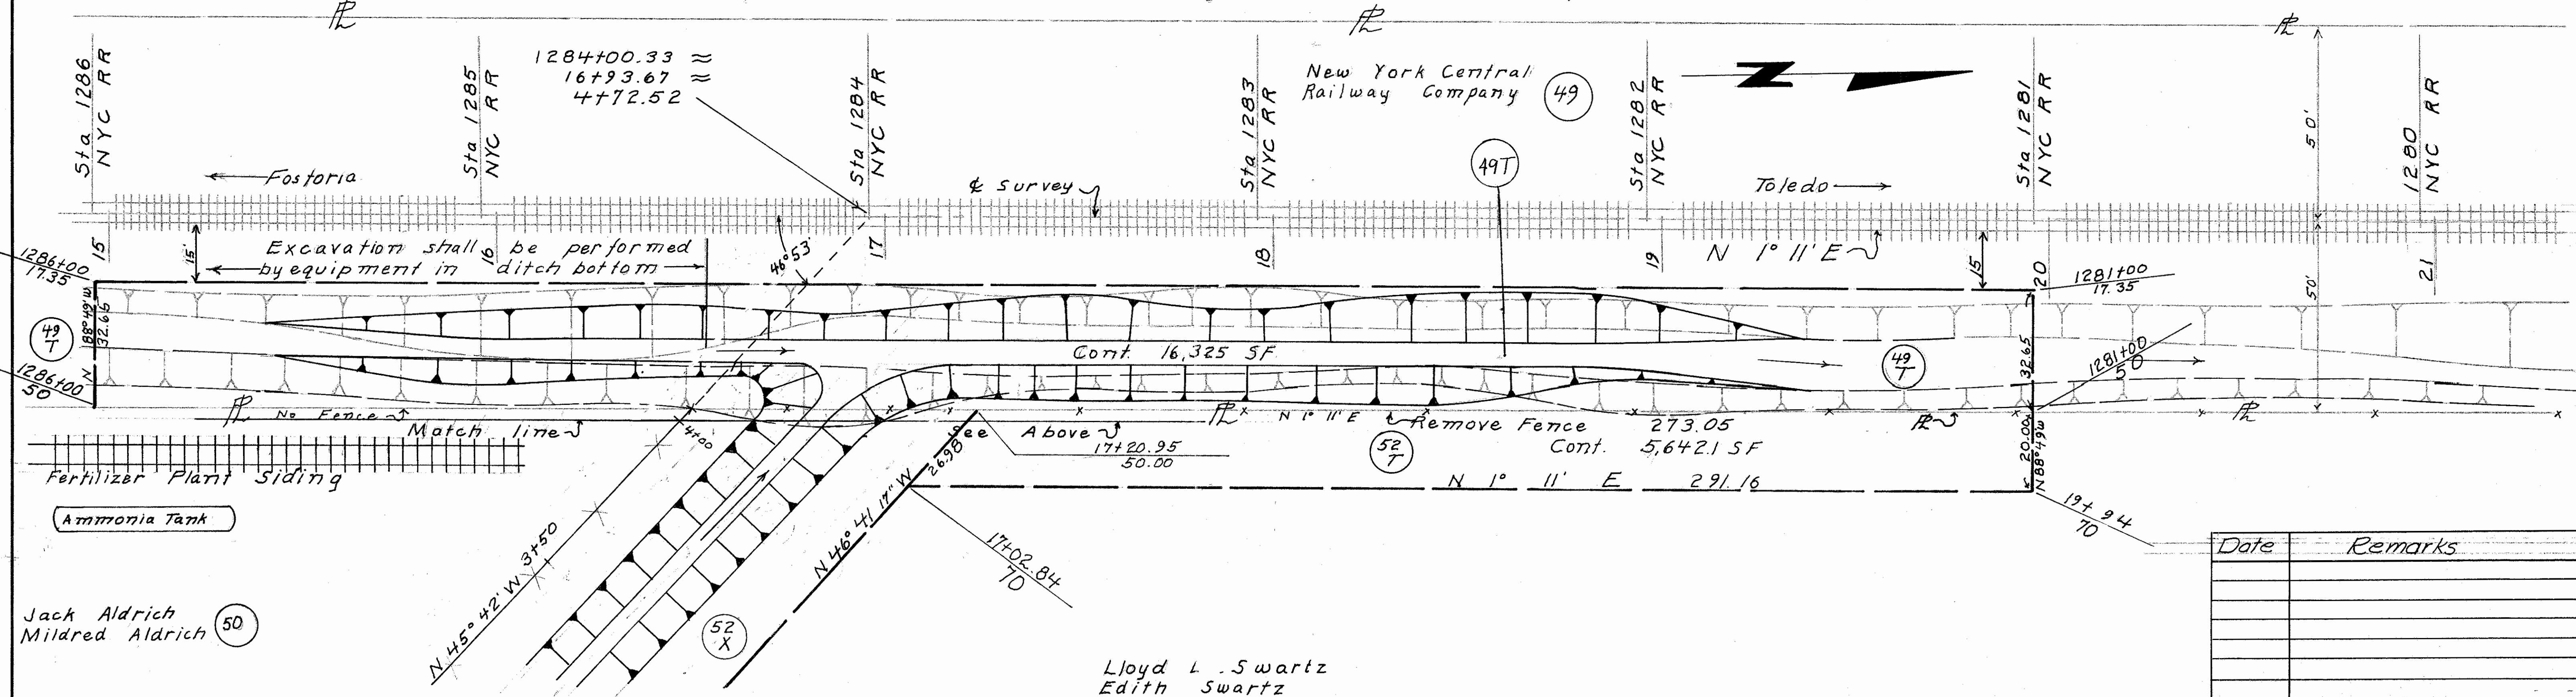 PL
PL
PL
Sta 1286
NYC RR
Sta 1285
NYC RR
1284+00.33 ≈
16+93.67 ≈
4+72.52
Sta 1284
NYC RR
Sta 1283
NYC RR
New York Central
Railway Company
49
N
Sta 1282
NYC RR
Sta 1281
NYC RR
1280
NYC RR
50'
Fostoria
₵ Survey
49T
Toledo
15
16
17
18
19
20
21
15'
Excavation shall be performed
by equipment in ditch bottom
46°53'
N 1° 11' E
15'
1281+00
17.35
50'
1286+00
17.35
N 88°49' W
32.65
49
T
1286+00
50
Cont. 16,325 SF
49
T
32.65
1281+00
50
PL
No Fence
Match line
4+00
See Above
PL
N 1° 11' E
Remove Fence
273.05
Cont. 5,642.1 SF
PL
PL
17+20.95
50.00
52
T
20.00
N88°49'W
Fertilizer Plant Siding
26.98
N 46° 41' 17" W
N 1° 11' E 291.16
19+94
70
Ammonia Tank
3+50
N 45° 42' W
17+02.84
70
Date Remarks
Jack Aldrich
Mildred Aldrich
50
52
X
Lloyd L. Swartz
Edith Swartz